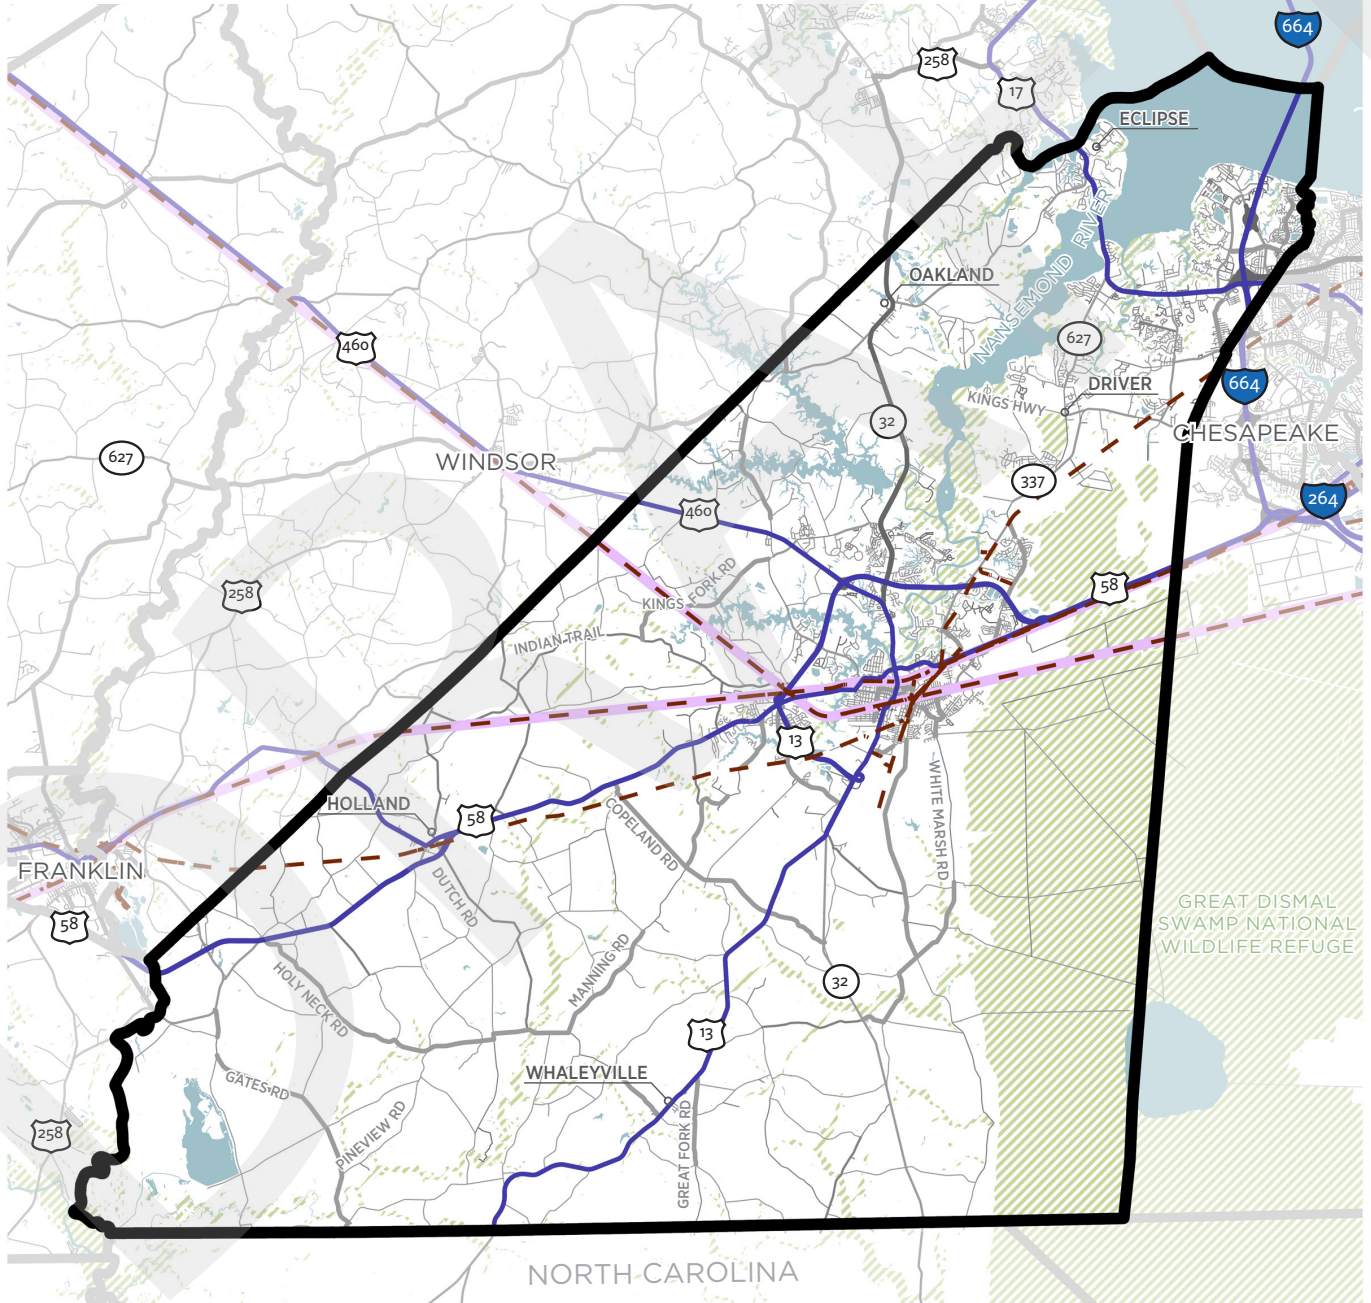 664
258
17
ECLIPSE
NANSEMOND RIVER
OAKLAND
627
460
664
DRIVER
KINGS HWY
32
CHESAPEAKE
627
WINDSOR
337
264
460
58
258
KINGS FORK RD
INDIAN TRAIL
13
HOLLAND
58
COPELAND RD
WHITE MARSH RD
FRANKLIN
DUTCH RD
58
GREAT DISMAL
SWAMP NATIONAL
WILDLIFE REFUGE
MANNING RD
HOLY NECK RD
32
13
WHALEYVILLE
GATES RD
PINEVIEW RD
GREAT FORK RD
258
NORTH CAROLINA